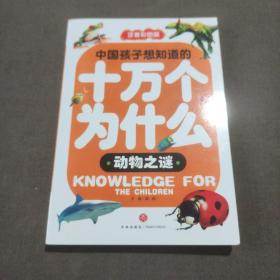 注音彩图版
中国孩子想知道的
十万个
为什么
动物之谜
KNOWLEDGE FOR
THE CHILDREN